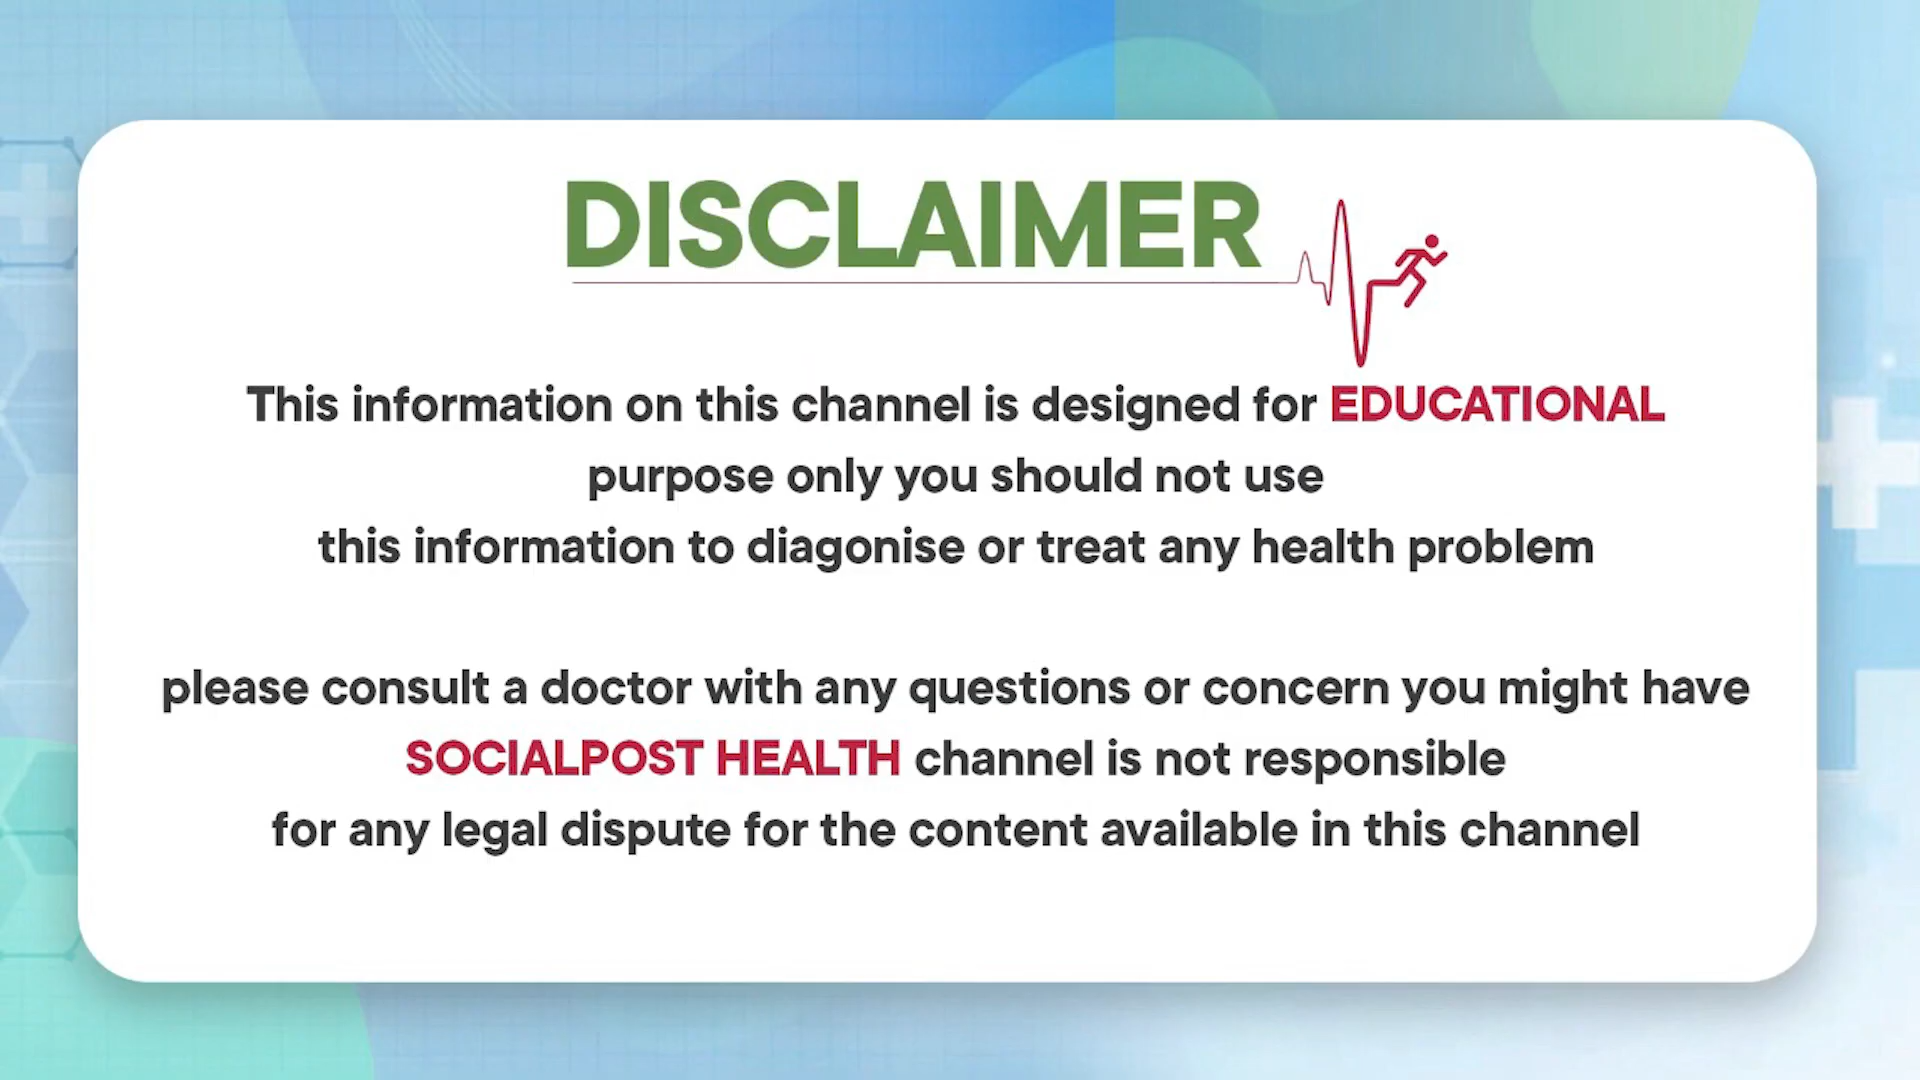 DISCLAIMER
This information on this channel is designed for EDUCATIONAL
purpose only you should not use
this information to diagonise or treat any health problem
please consult a doctor with any questions or concern you might have
SOCIALPOST HEALTH channel is not responsible
for any legal dispute for the content available in this channel